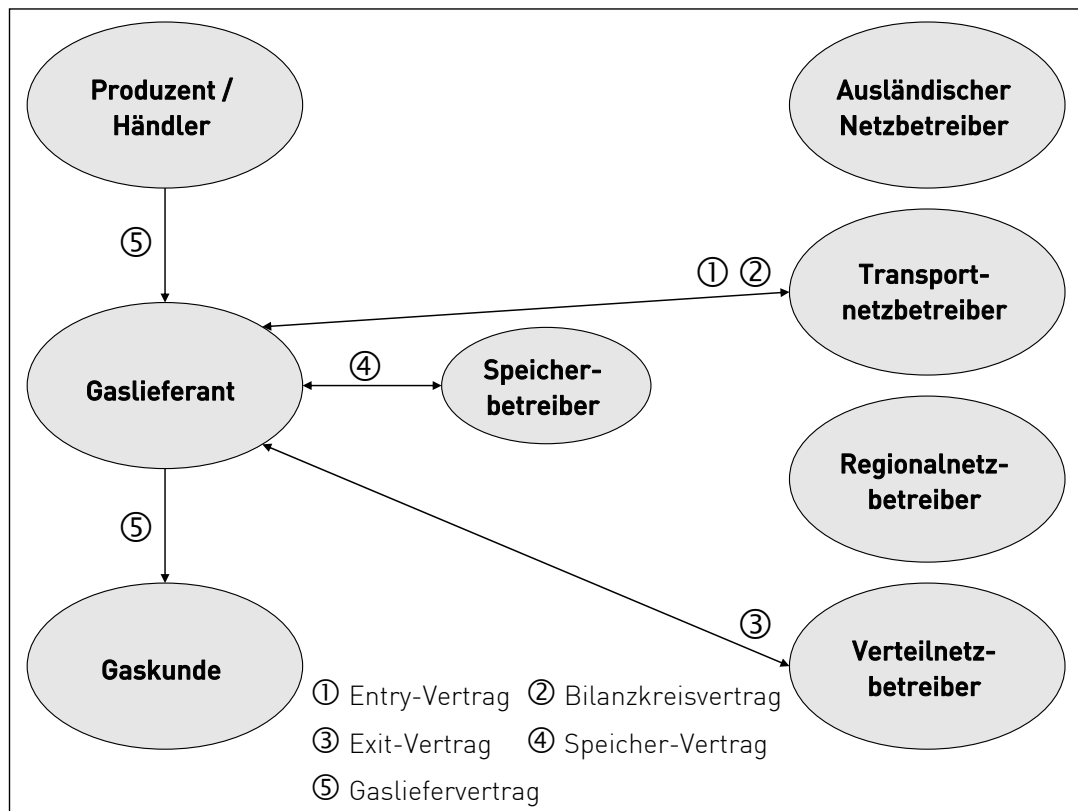 Produzent /
Händler
Ausländischer
Netzbetreiber
⑤
① ②
Transport-
netzbetreiber
Gaslieferant
④
Speicher-
betreiber
Regionalnetz-
betreiber
⑤
③
Gaskunde
Verteilnetz-
betreiber
① Entry-Vertrag ② Bilanzkreisvertrag
③ Exit-Vertrag ④ Speicher-Vertrag
⑤ Gasliefervertrag